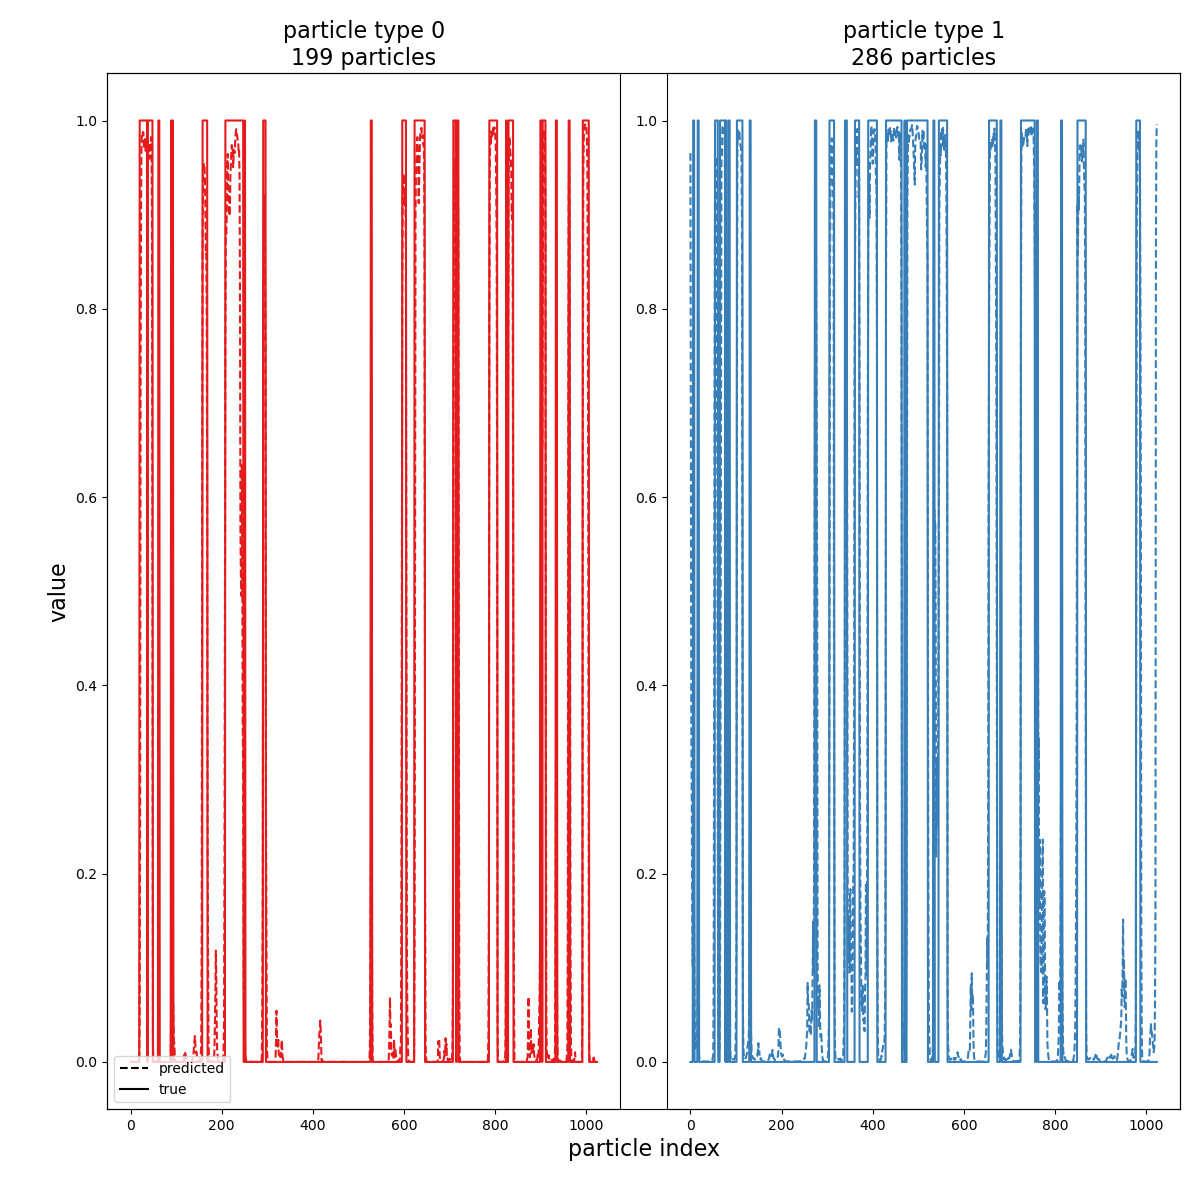 particle type 0
199 particles
particle type 1
286 particles
1.0
0.8
0.6
0.4
0.2
0.0
value
predicted
true
0 200 400 600 800 1000
1.0
0.8
0.6
0.4
0.2
0.0
0 200 400 600 800 1000
particle index